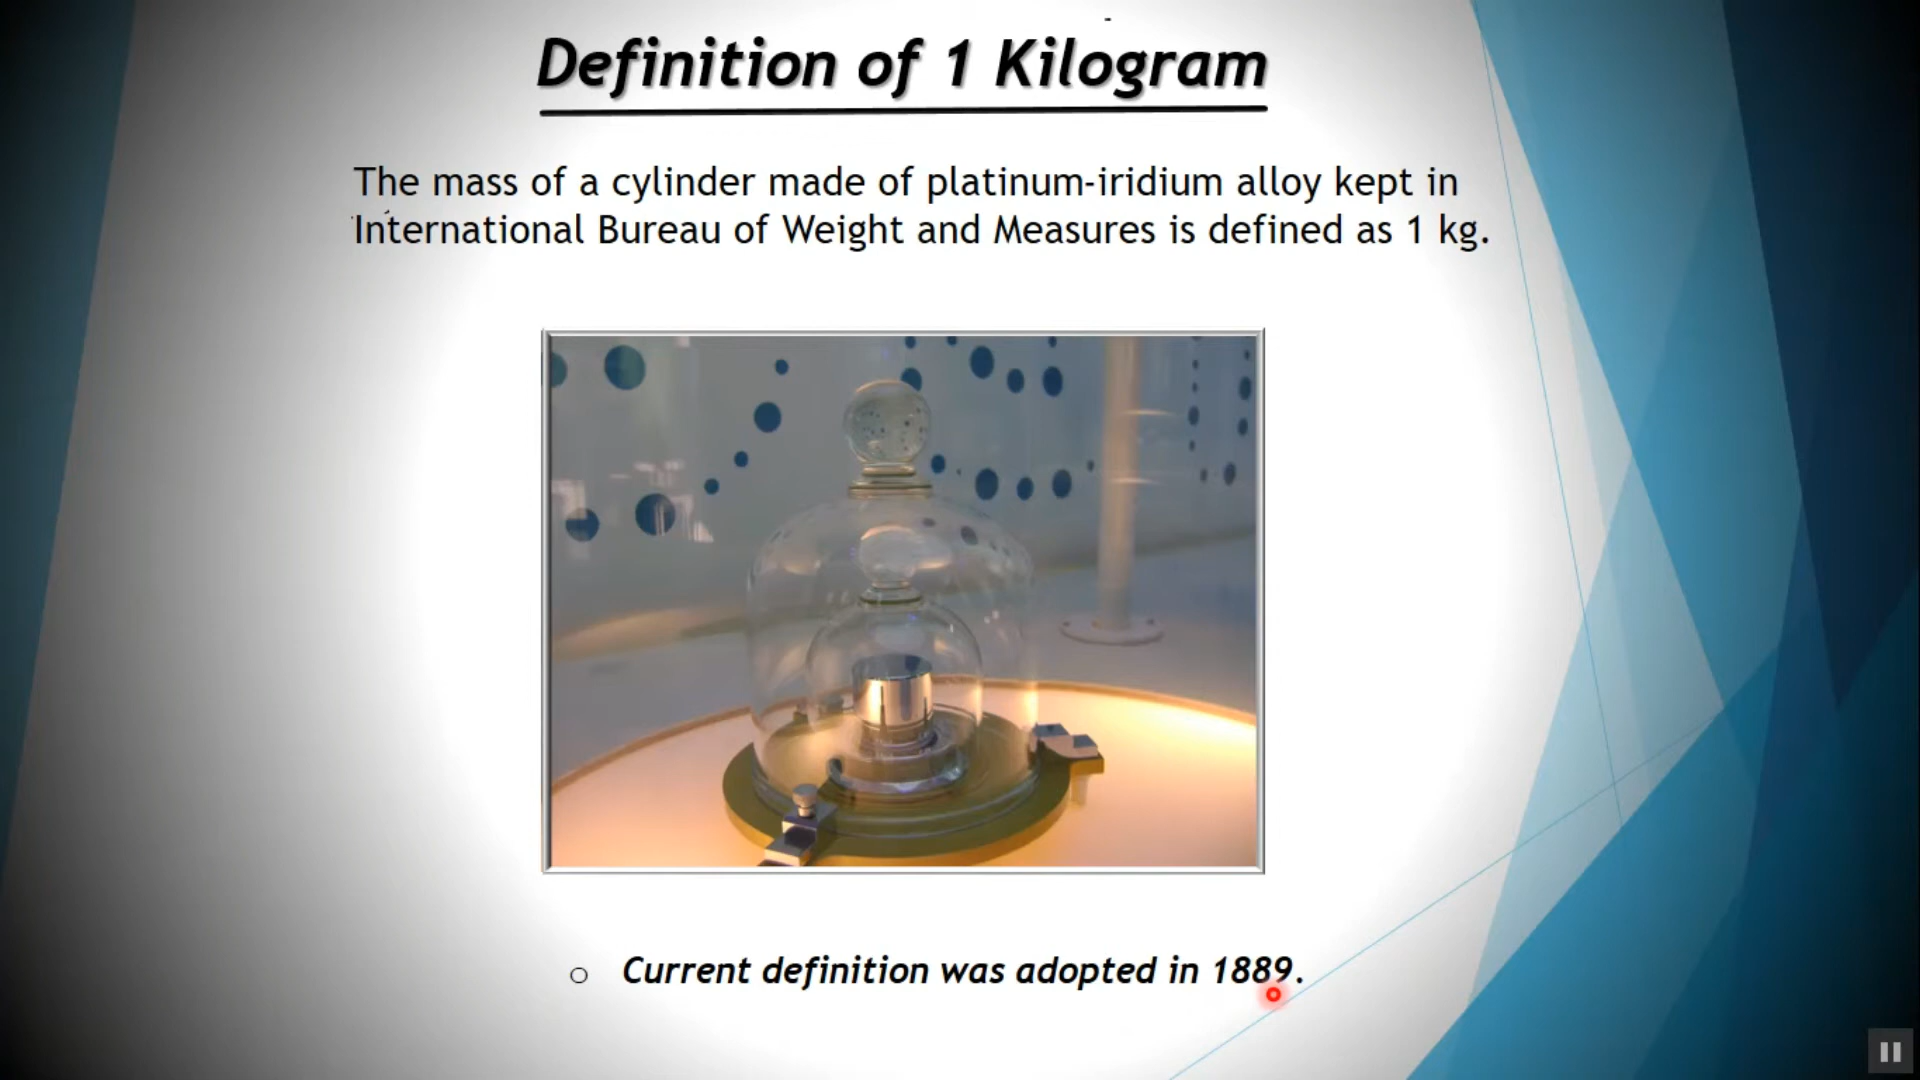 Definition of 1 Kilogram
The mass of a cylinder made of platinum-iridium alloy kept in
International Bureau of Weight and Measures is defined as 1 kg.
Current definition was adopted in 1889.